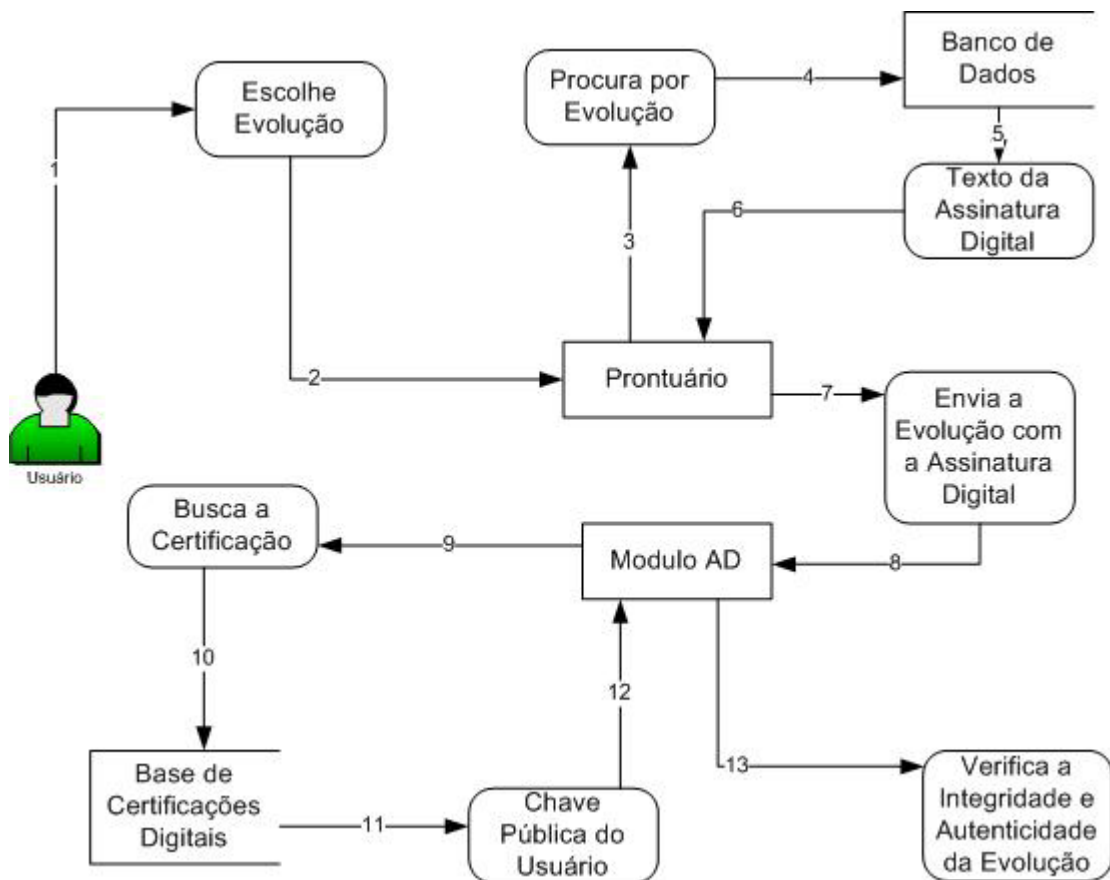 1
Escolhe
Evolução
2
Prontuário
3
Procura por
Evolução
4
Banco de
Dados
5
Texto da
Assinatura
Digital
6
7
Envia a
Evolução com
a Assinatura
Digital
8
Modulo AD
9
Busca a
Certificação
10
Base de
Certificações
Digitais
11
Chave
Pública do
Usuário
12
13
Verifica a
Integridade e
Autenticidade
da Evolução
Usuário